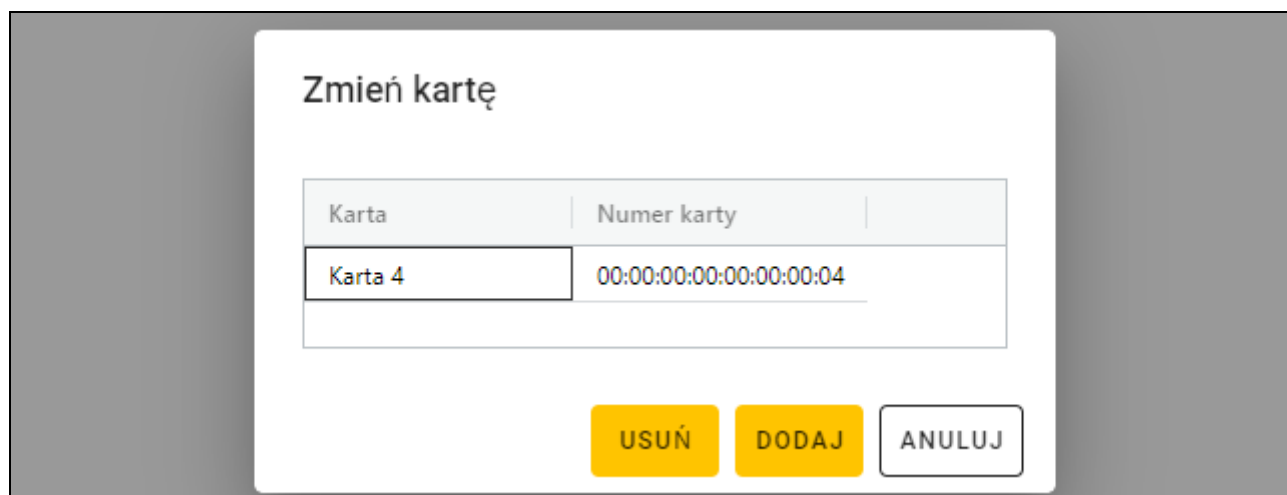 Zmień kartę
Karta Numer karty
Karta 4 00:00:00:00:00:00:00:04
USUŃ DODAJ ANULUJ